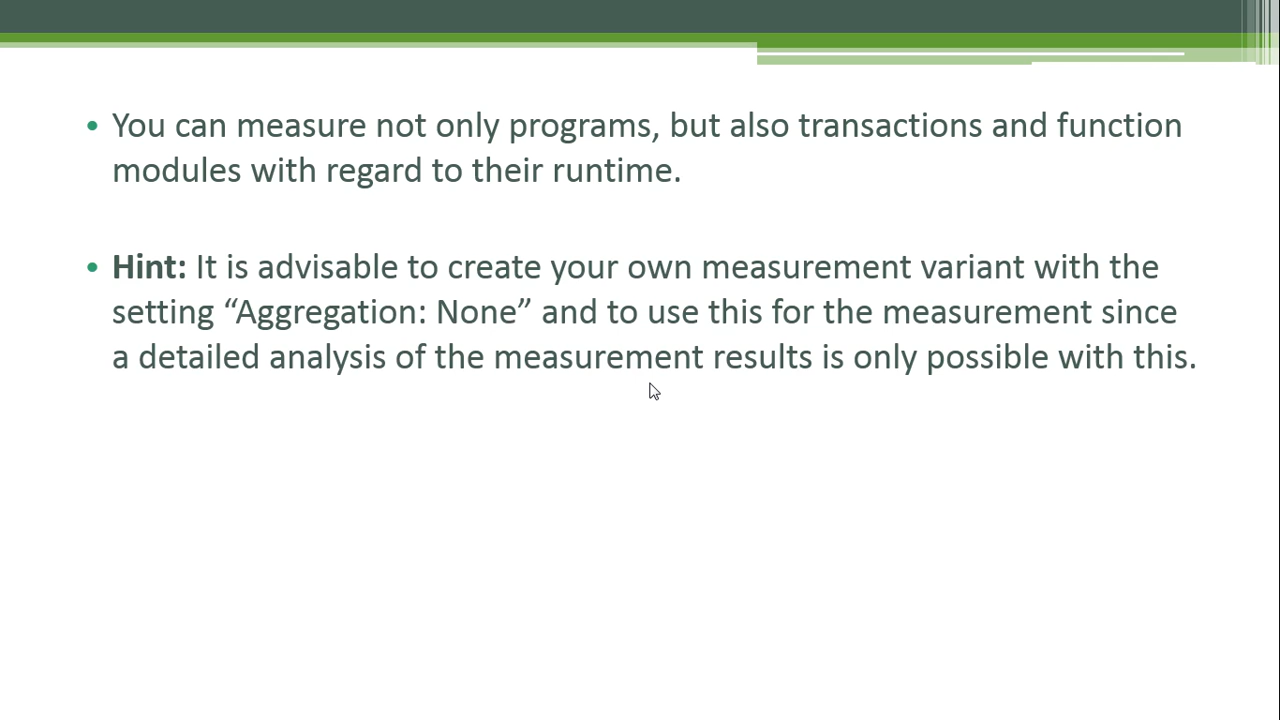 • You can measure not only programs, but also transactions and function
modules with regard to their runtime.
• Hint: It is advisable to create your own measurement variant with the
setting “Aggregation: None” and to use this for the measurement since
a detailed analysis of the measurement results is only possible with this.